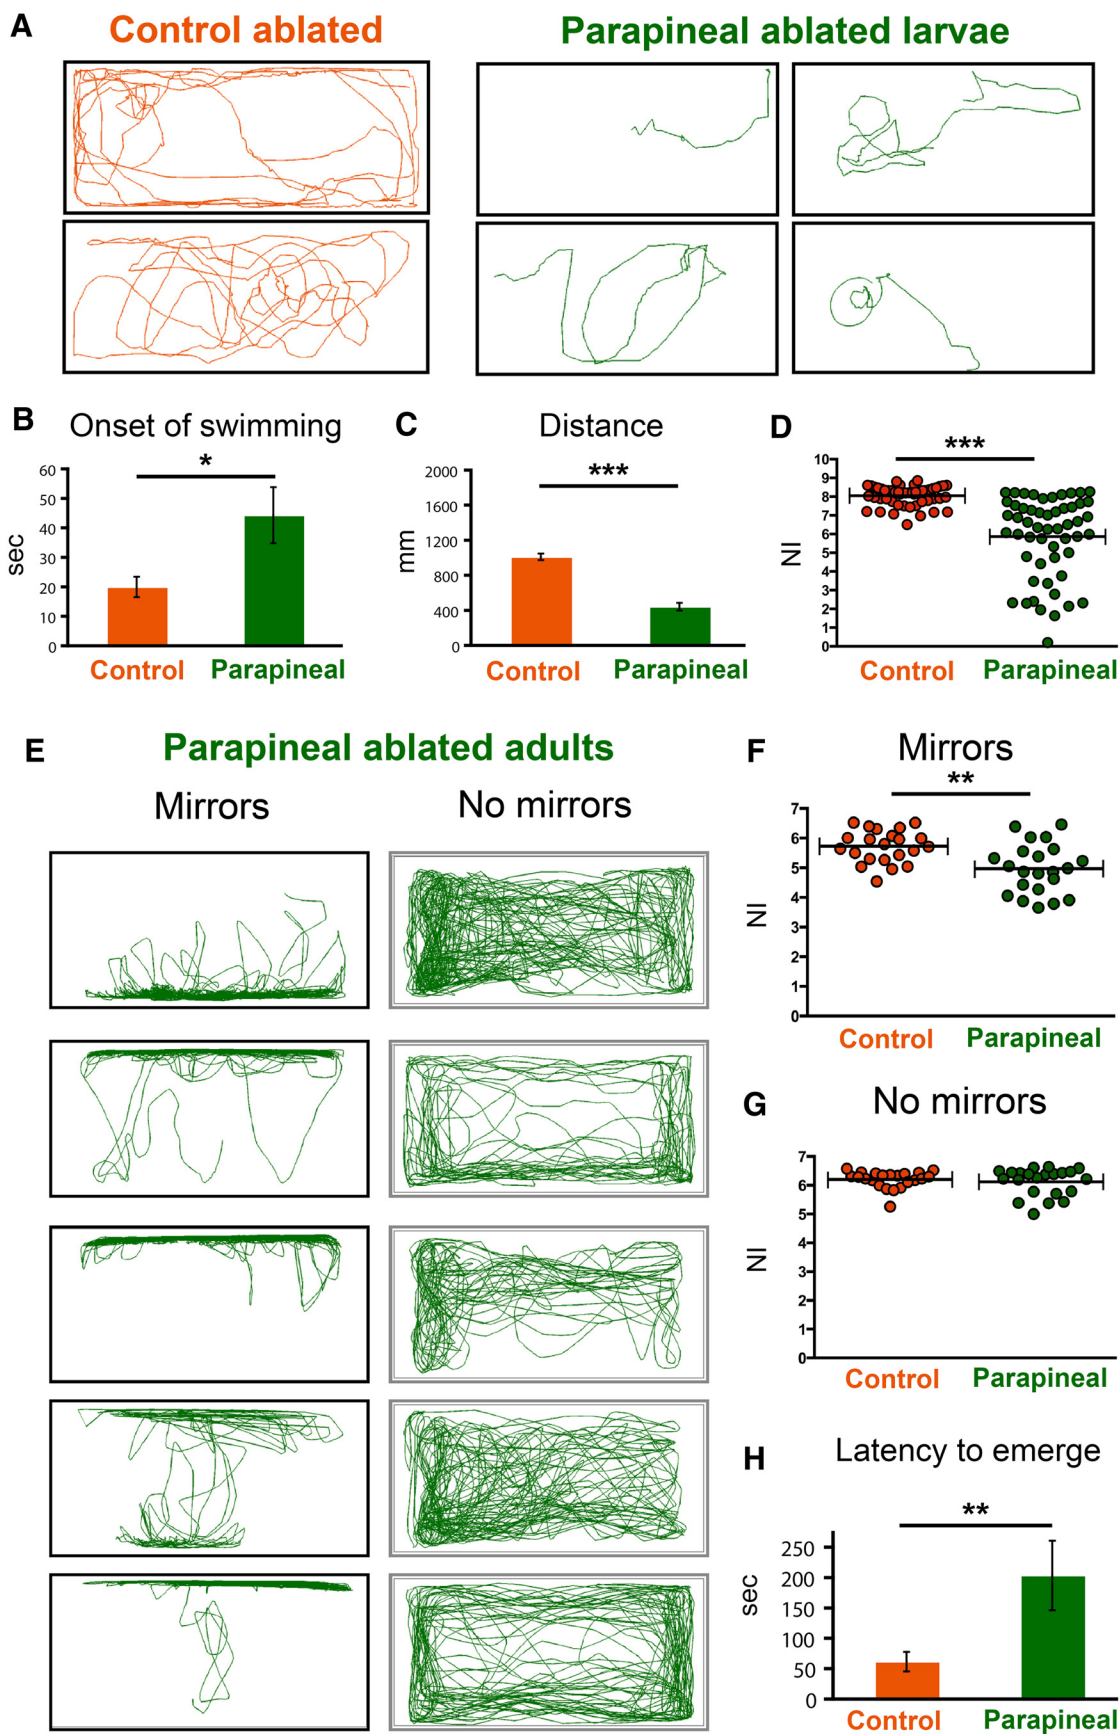 A
Control ablated
Parapineal ablated larvae
B
Onset of swimming
*
sec
60
50
40
30
20
10
0
Control
Parapineal
C
Distance
***
mm
2000
1600
1200
800
400
0
Control
Parapineal
D
***
NI
10
9
8
7
6
5
4
3
2
1
0
Control
Parapineal
E
Parapineal ablated adults
Mirrors
No mirrors
F
Mirrors
**
NI
7
6
5
4
3
2
1
0
Control
Parapineal
G
No mirrors
NI
7
6
5
4
3
2
1
0
Control
Parapineal
H
Latency to emerge
**
sec
250
200
150
100
50
0
Control
Parapineal